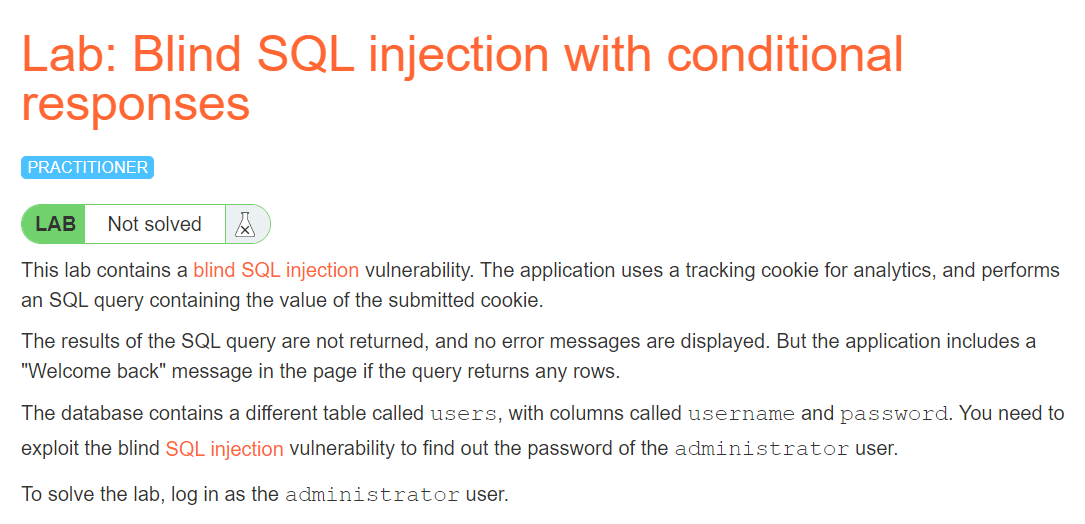 Lab: Blind SQL injection with conditional
responses
PRACTITIONER
LAB Not solved
This lab contains a blind SQL injection vulnerability. The application uses a tracking cookie for analytics, and performs
an SQL query containing the value of the submitted cookie.
The results of the SQL query are not returned, and no error messages are displayed. But the application includes a
"Welcome back" message in the page if the query returns any rows.
The database contains a different table called users, with columns called username and password. You need to
exploit the blind SQL injection vulnerability to find out the password of the administrator user.
To solve the lab, log in as the administrator user.